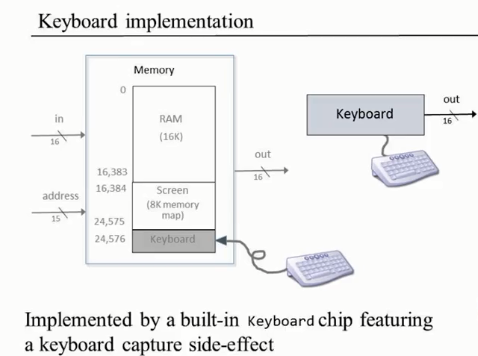 Keyboard implementation
Memory
0
RAM
(16K)
in
16
16,383
16,384
Screen
(8K memory
map)
address
15
24,575
24,576
Keyboard
out
16
Keyboard
out
16
Implemented by a built-in Keyboard chip featuring
a keyboard capture side-effect